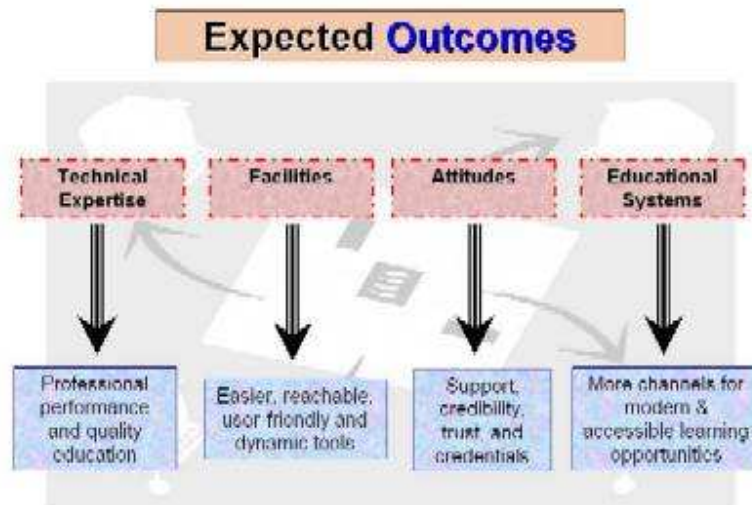 Expected Outcomes
Technical
Expertise
Facilities
Attitudes
Educational
Systems
Professional
performance
and quality
education
Easier, reachable,
user friendly and
dynamic tools
Support,
credibility,
trust, and
credentials
More channels for
modern &
accessible learning
opportunities